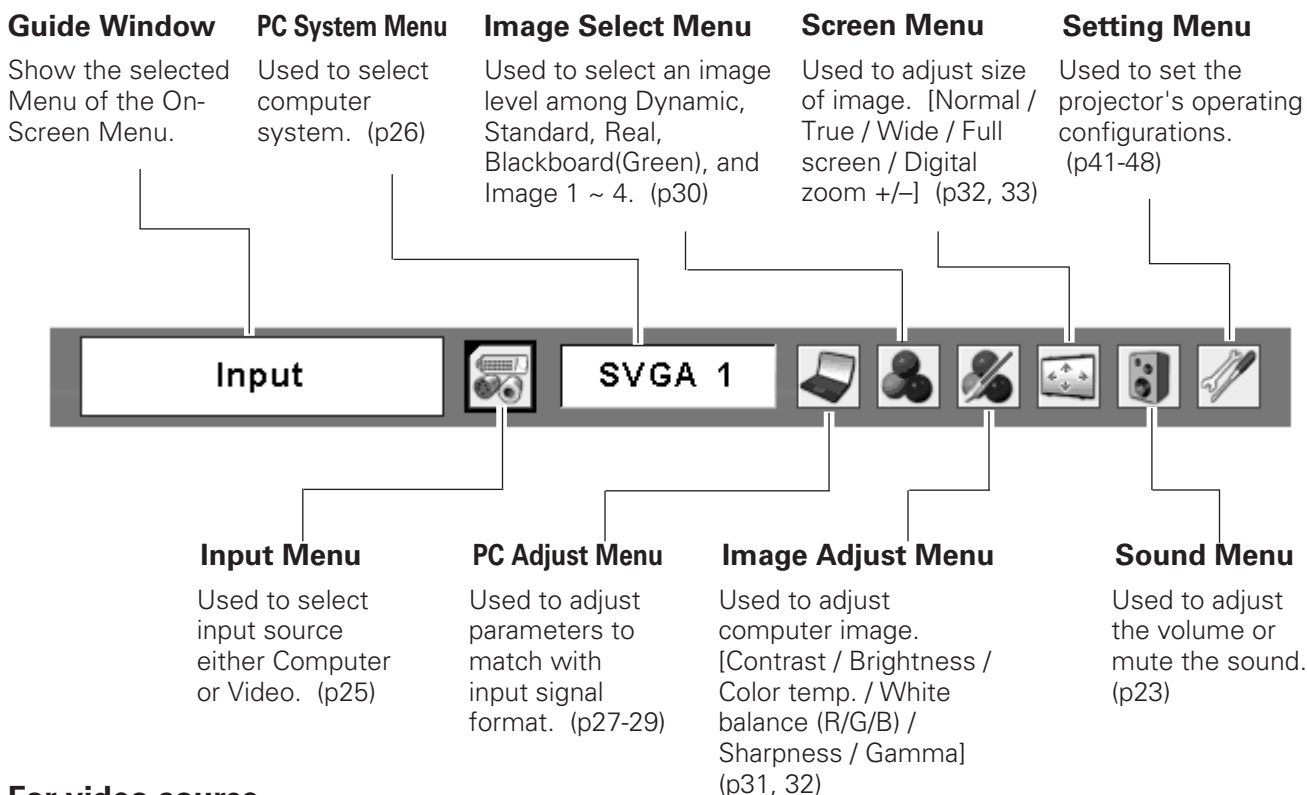 Guide Window
Show the selected
Menu of the On-
Screen Menu.
PC System Menu
Used to select
computer
system. (p26)
Image Select Menu
Used to select an image
level among Dynamic,
Standard, Real,
Blackboard(Green), and
Image 1 ~ 4. (p30)
Screen Menu
Used to adjust size
of image. [Normal /
True / Wide / Full
screen / Digital
zoom +/–] (p32, 33)
Setting Menu
Used to set the
projector's operating
configurations.
(p41-48)
Input
SVGA 1
Input Menu
Used to select
input source
either Computer
or Video. (p25)
PC Adjust Menu
Used to adjust
parameters to
match with
input signal
format. (p27-29)
Image Adjust Menu
Used to adjust
computer image.
[Contrast / Brightness /
Color temp. / White
balance (R/G/B) /
Sharpness / Gamma]
(p31, 32)
Sound Menu
Used to adjust
the volume or
mute the sound.
(p23)
For video source